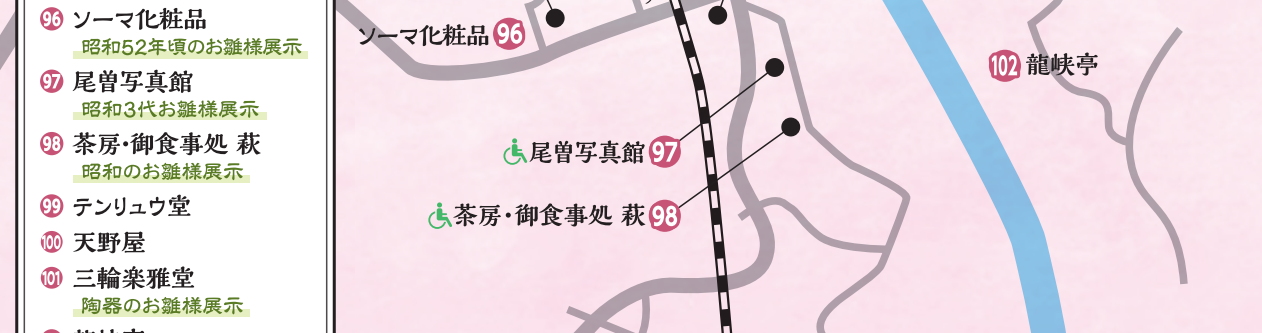 96 ソーマ化粧品
昭和52年頃のお雛様展示
97 尾曽写真館
昭和3代お雛様展示
98 茶房・御食事処 萩
昭和のお雛様展示
99 テンリュウ堂
100 天野屋
101 三輪楽雅堂
陶器のお雛様展示
ソーマ化粧品 96
102 龍峡亭
尾曽写真館 97
茶房・御食事処 萩 98